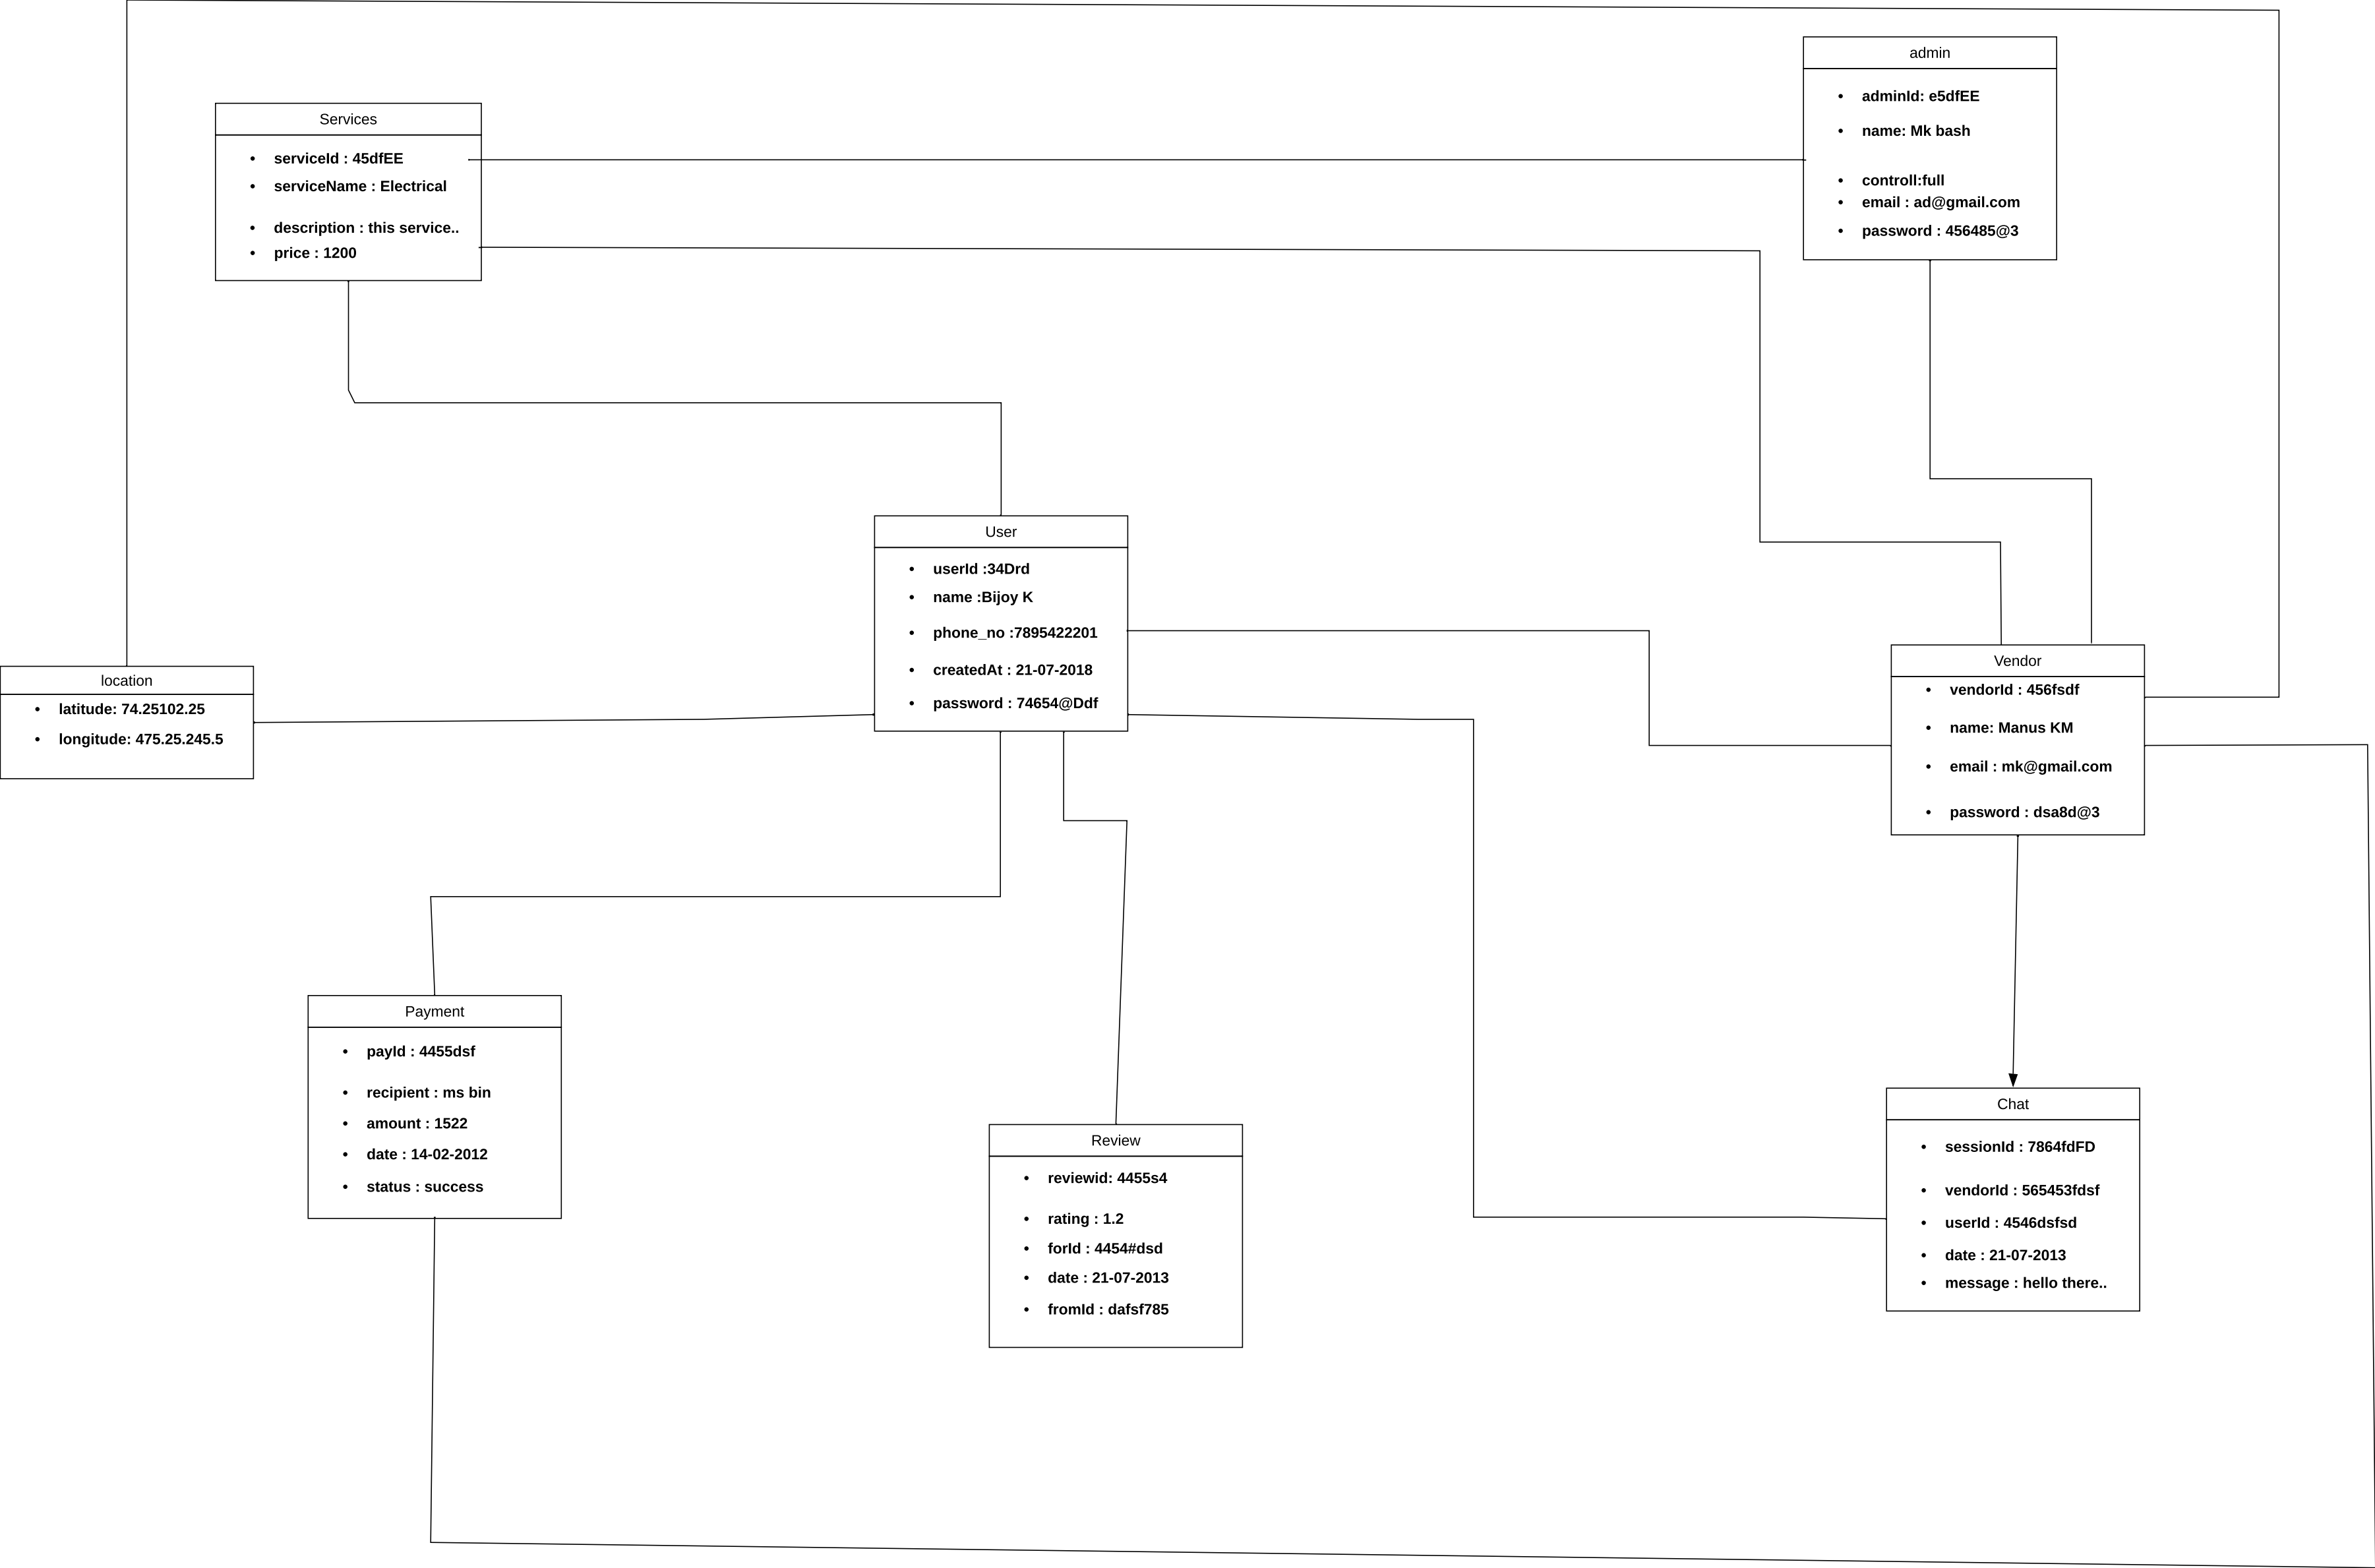 admin
• adminId: e5dfEE
• name: Mk bash
• controll:full
• email : ad@gmail.com
• password : 456485@3
Services
• serviceId : 45dfEE
• serviceName : Electrical
• description : this service..
• price : 1200
User
• userId :34Drd
• name :Bijoy K
• phone_no :7895422201
• createdAt : 21-07-2018
• password : 74654@Ddf
Vendor
• vendorId : 456fsdf
• name: Manus KM
• email : mk@gmail.com
• password : dsa8d@3
location
• latitude: 74.25102.25
• longitude: 475.25.245.5
Payment
• payId : 4455dsf
• recipient : ms bin
• amount : 1522
• date : 14-02-2012
• status : success
Review
• reviewid: 4455s4
• rating : 1.2
• forId : 4454#dsd
• date : 21-07-2013
• fromId : dafsf785
Chat
• sessionId : 7864fdFD
• vendorId : 565453fdsf
• userId : 4546dsfsd
• date : 21-07-2013
• message : hello there..